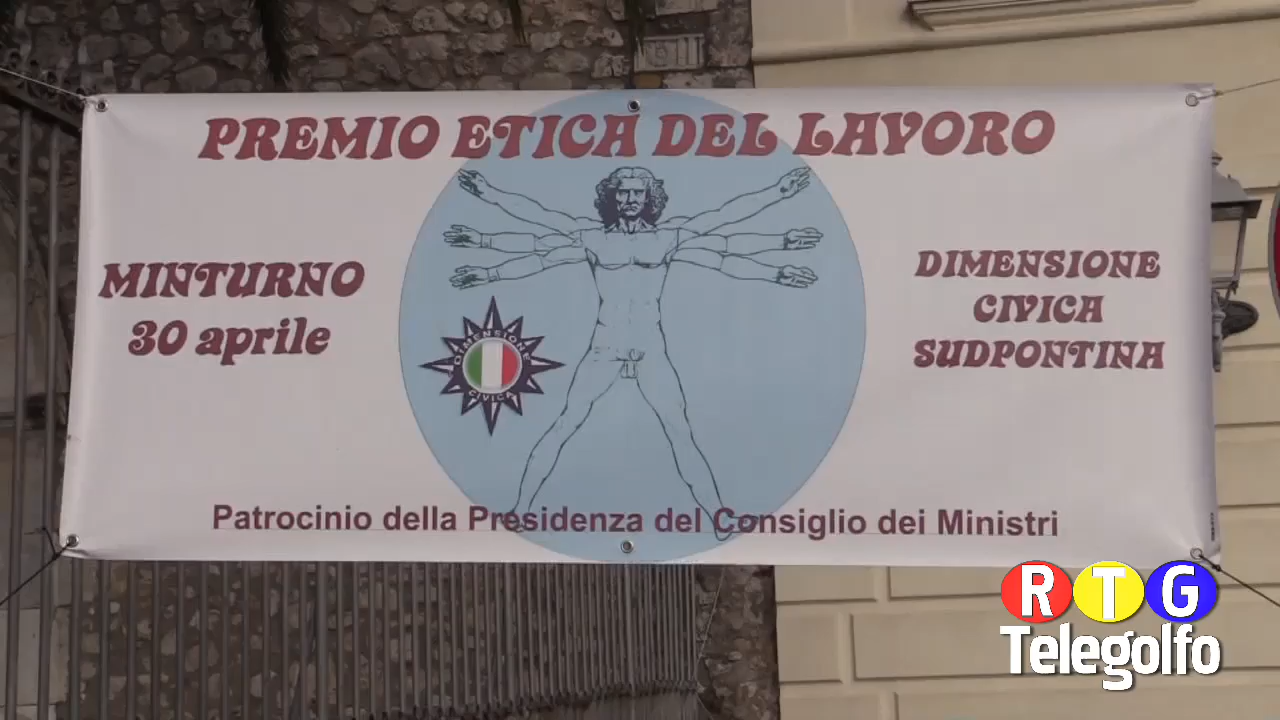 PREMIO ETICA DEL LAVORO
MINTURNO
30 aprile
DIMENSIONE
CIVICA
SUDPONTINA
DIMENSIONE
CIVICA
Patrocinio della Presidenza del Consiglio dei Ministri
RTG
Telegolfo